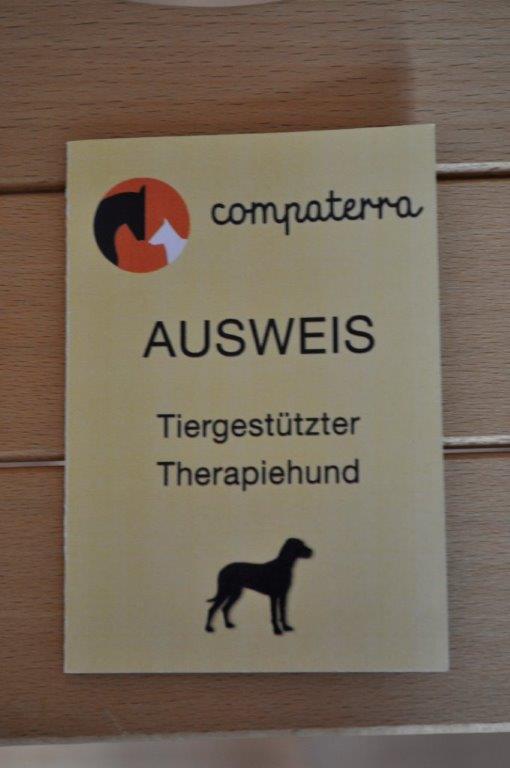 compaterra
AUSWEIS
Tiergestützter
Therapiehund